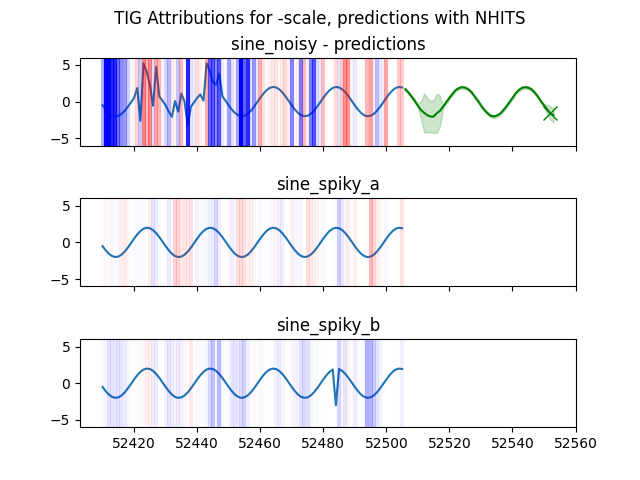 TIG Attributions for -scale, predictions with NHITS
sine_noisy - predictions
5
0
−5
sine_spiky_a
5
0
−5
sine_spiky_b
5
0
−5
52420 52440 52460 52480 52500 52520 52540 52560